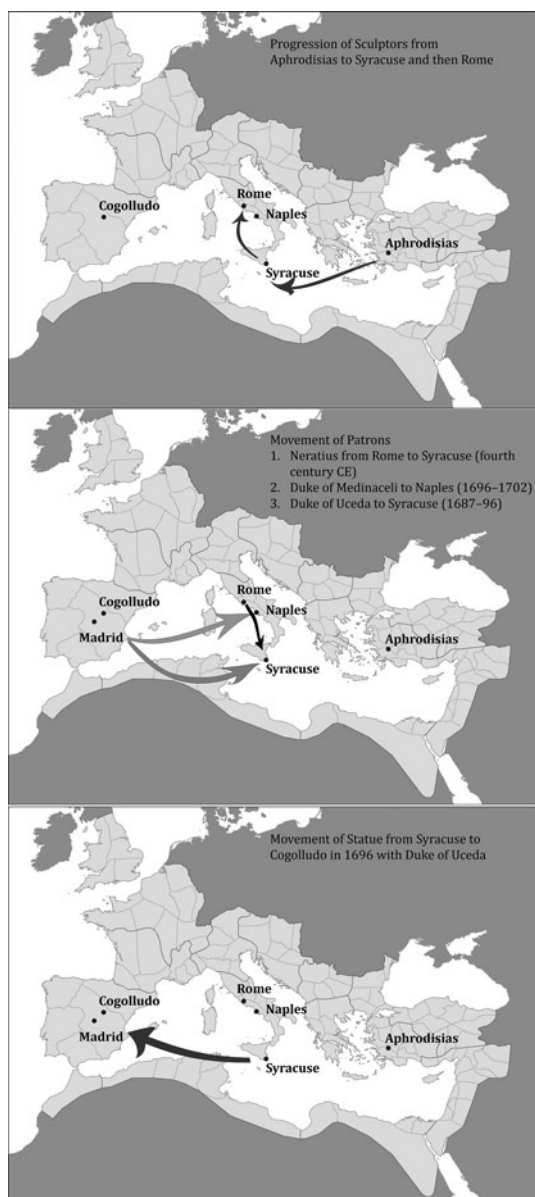 Progression of Sculptors from
Aphrodisias to Syracuse and then Rome
Rome
Cogolludo
Naples
Aphrodisias
Syracuse
Movement of Patrons
1. Neratius from Rome to Syracuse (fourth
century CE)
2. Duke of Medinaceli to Naples (1696–1702)
3. Duke of Uceda to Syracuse (1687–96)
Rome
Cogolludo
Naples
Madrid
Aphrodisias
Syracuse
Movement of Statue from Syracuse to
Cogolludo in 1696 with Duke of Uceda
Rome
Cogolludo
Naples
Madrid
Aphrodisias
Syracuse